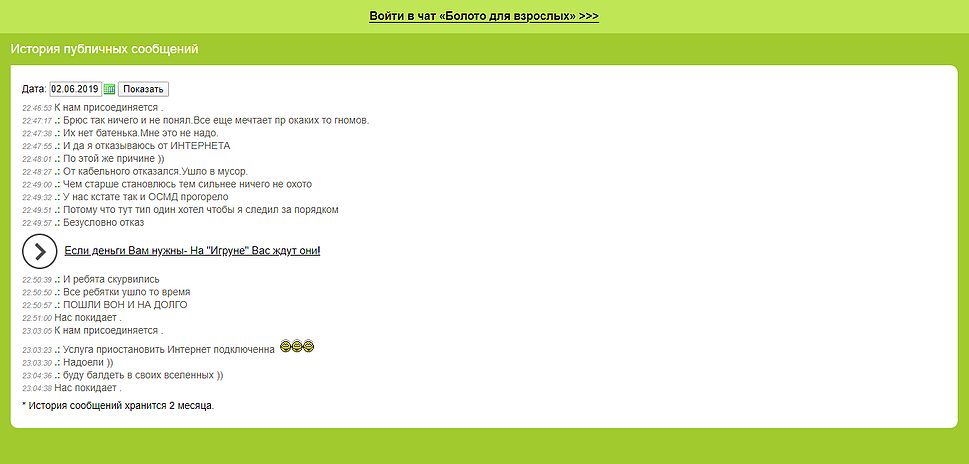 Войти в чат «Болото для взрослых» >>>
История публичных сообщений
Дата: 02.06.2019 Показать
22:46:53 К нам присоединяется .
22:47:17 .: Брюс так ничего и не понял.Все еще мечтает пр окаких то гномов.
22:47:38 .: Их нет батенька.Мне это не надо.
22:47:55 .: И да я отказываюсь от ИНТЕРНЕТА
22:48:01 .: По этой же причине ))
22:48:27 .: От кабельного отказался.Ушло в мусор.
22:49:00 .: Чем старше становлюсь тем сильнее ничего не охото
22:49:32 .: У нас кстате так и ОСМД прогорело
22:49:51 .: Потому что тут тип один хотел чтобы я следил за порядком
22:49:57 .: Безусловно отказ
Если деньги Вам нужны- На "Игруне" Вас ждут они!
22:50:39 .: И ребята скурвились
22:50:50 .: Все ребятки ушло то время
22:50:57 .: ПОШЛИ ВОН И НА ДОЛГО
22:51:00 Нас покидает .
23:03:05 К нам присоединяется .
23:03:23 .: Услуга приостановить Интернет подключенна
23:03:30 .: Надоели ))
23:04:36 .: буду балдеть в своих вселенных ))
23:04:38 Нас покидает .
* История сообщений хранится 2 месяца.